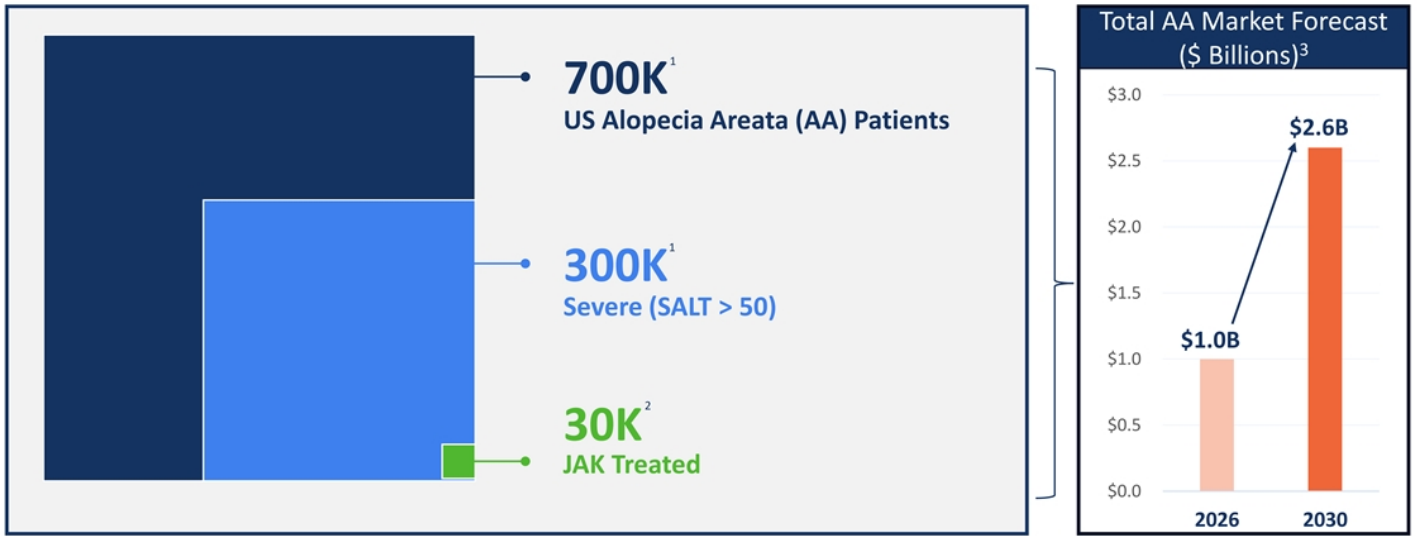 700K¹
US Alopecia Areata (AA) Patients
300K¹
Severe (SALT > 50)
30K²
JAK Treated
Total AA Market Forecast
($ Billions)³
$3.0
$2.5
$2.0
$1.5
$1.0
$0.5
$0.0
$1.0B
$2.6B
2026
2030